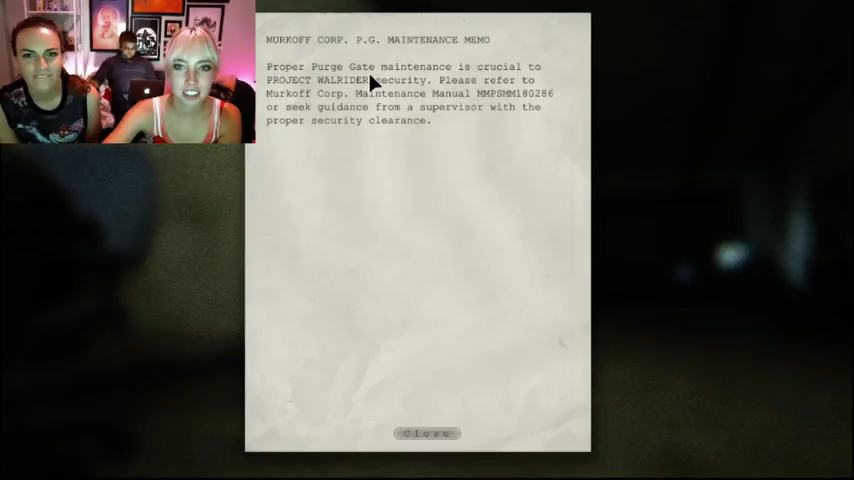 MURKOFF CORP. P.G. MAINTENANCE MEMO
Proper Purge Gate maintenance is crucial to
PROJECT WALRIDER security. Please refer to
Murkoff Corp. Maintenance Manual MMPSMM180286
or seek guidance from a supervisor with the
proper security clearance.
Close